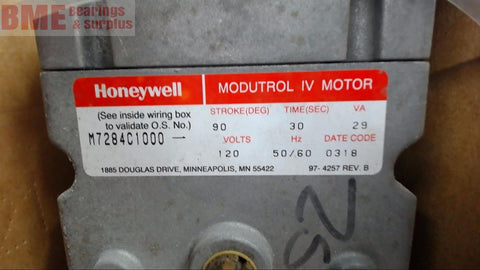 BME Bearings & Surplus
Honeywell
MODUTROL IV MOTOR
(See inside wiring box
to validate O.S. No.)
M7284C1000
STROKE(DEG) TIME(SEC) VA
90 30 29
VOLTS Hz DATE CODE
120 50/60 0318
1885 DOUGLAS DRIVE, MINNEAPOLIS, MN 55422
97-4257 REV. B